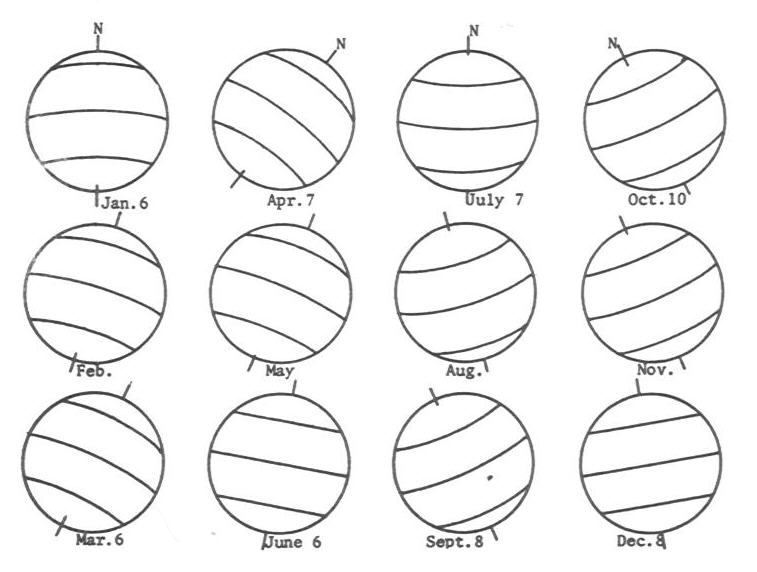 N
N
N
N
Jan.6
Apr.7
Uuly 7
Oct.10
Feb.
May
Aug.
Nov.
Mar.6
June 6
Sept.8
Dec.8